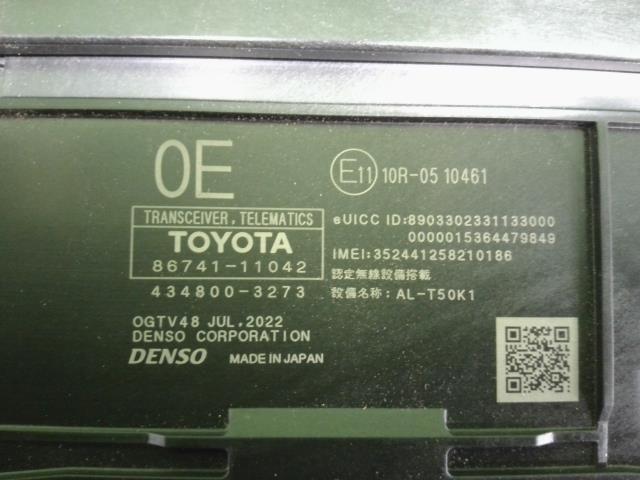 OE
E11 10R-05 10461
TRANSCEIVER, TELEMATICS
TOYOTA
86741-11042
434800-3273
eUICC ID:8903302331133000
0000015364479849
IMEI:352441258210186
認定無線設備搭載
設備名称: AL-T50K1
OGTV48 JUL,2022
DENSO CORPORATION
DENSO MADE IN JAPAN